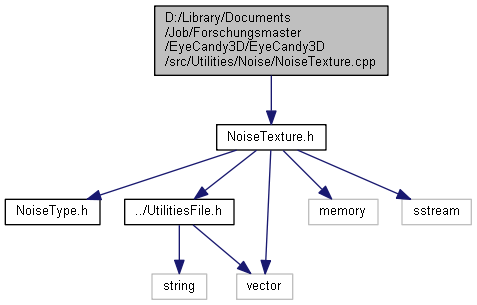 D:/Library/Documents
/Job/Forschungsmaster
/EyeCandy3D/EyeCandy3D
/src/Utilities/Noise/NoiseTexture.cpp
NoiseTexture.h
NoiseType.h
../UtilitiesFile.h
memory
sstream
string
vector